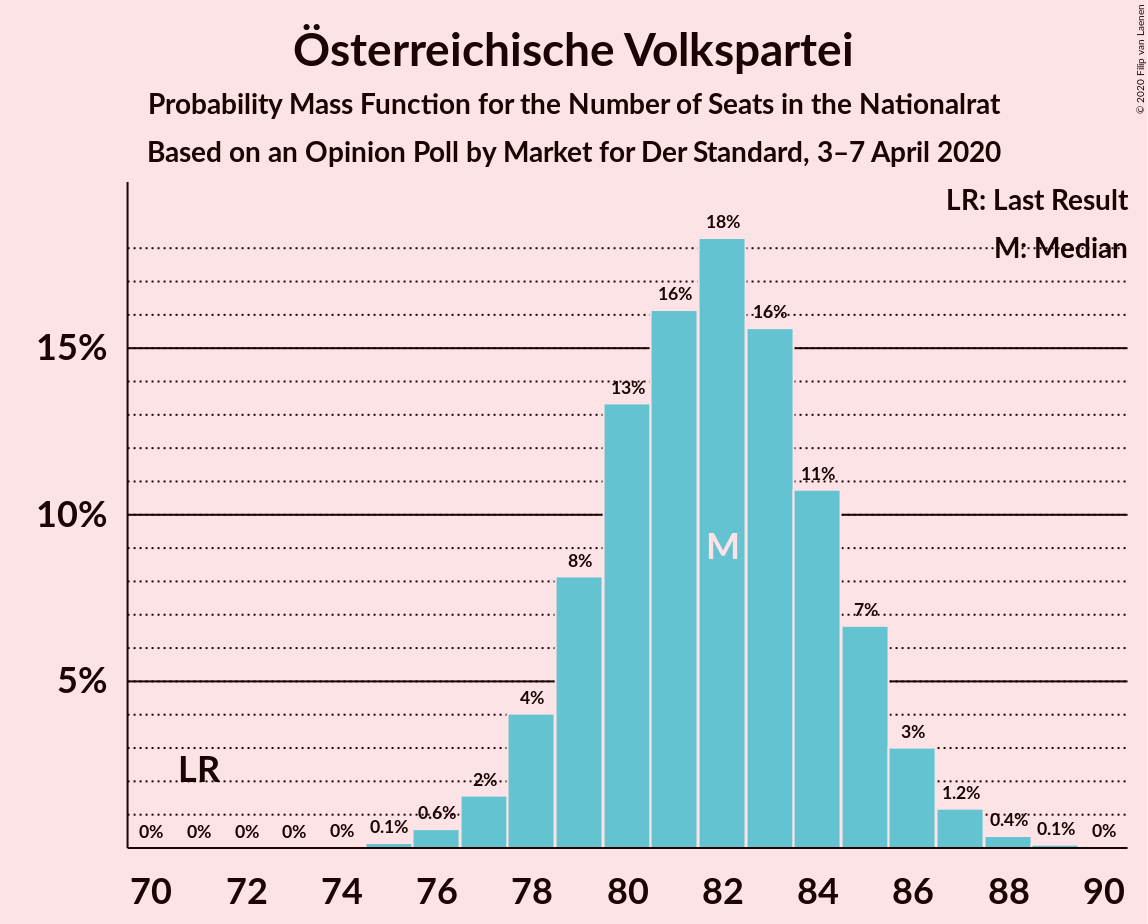 Österreichische Volkspartei
Probability Mass Function for the Number of Seats in the Nationalrat
Based on an Opinion Poll by Market for Der Standard, 3–7 April 2020
© 2020 Filip van Laenen
LR: Last Result
M: Median
18%
16%
16%
15%
13%
11%
10%
M
8%
7%
5%
4%
3%
LR
2%
1.2%
0.6%
0.4%
0% 0% 0% 0% 0% 0.1% 0.1% 0%
70 72 74 76 78 80 82 84 86 88 90